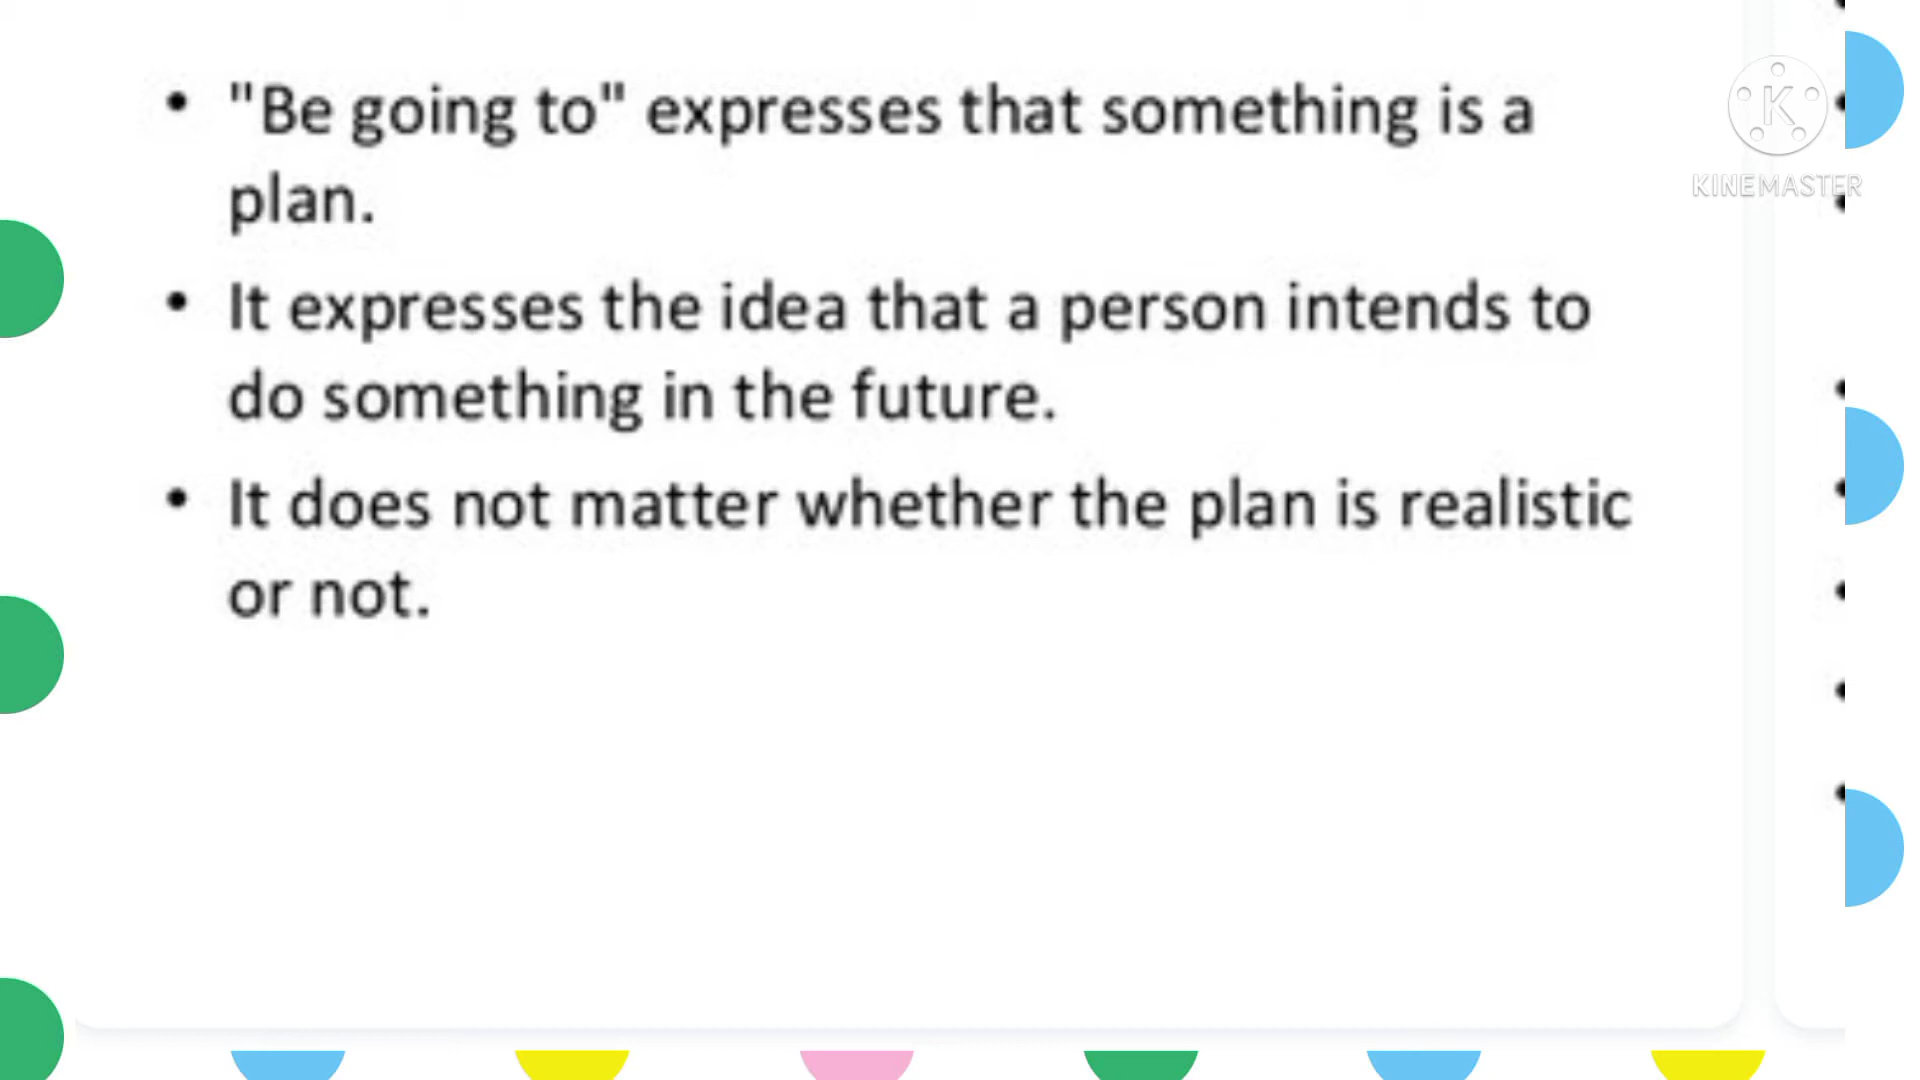 • "Be going to" expresses that something is a
plan.
• It expresses the idea that a person intends to
do something in the future.
• It does not matter whether the plan is realistic
or not.
K
KINEMASTER